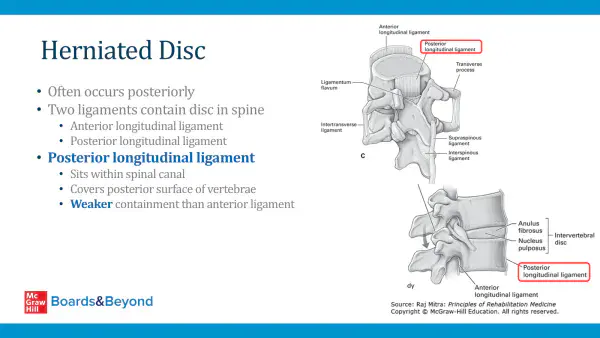 Herniated Disc
• Often occurs posteriorly
• Two ligaments contain disc in spine
• Anterior longitudinal ligament
• Posterior longitudinal ligament
• Posterior longitudinal ligament
• Sits within spinal canal
• Covers posterior surface of vertebrae
• Weaker containment than anterior ligament
Anterior
longitudinal ligament
Posterior
longitudinal ligament
Transverse
process
Ligamentum
flavum
Intertransverse
ligament
Supraspinous
ligament
Interspinous
ligament
C
Anulus
fibrosus
Nucleus
pulposus
Intervertebral
disc
Posterior
longitudinal ligament
Anterior
longitudinal ligament
dy
Source: Raj Mitra: Principles of Rehabilitation Medicine
Copyright © McGraw-Hill Education. All rights reserved.
Mc
Graw
Hill
Boards&Beyond